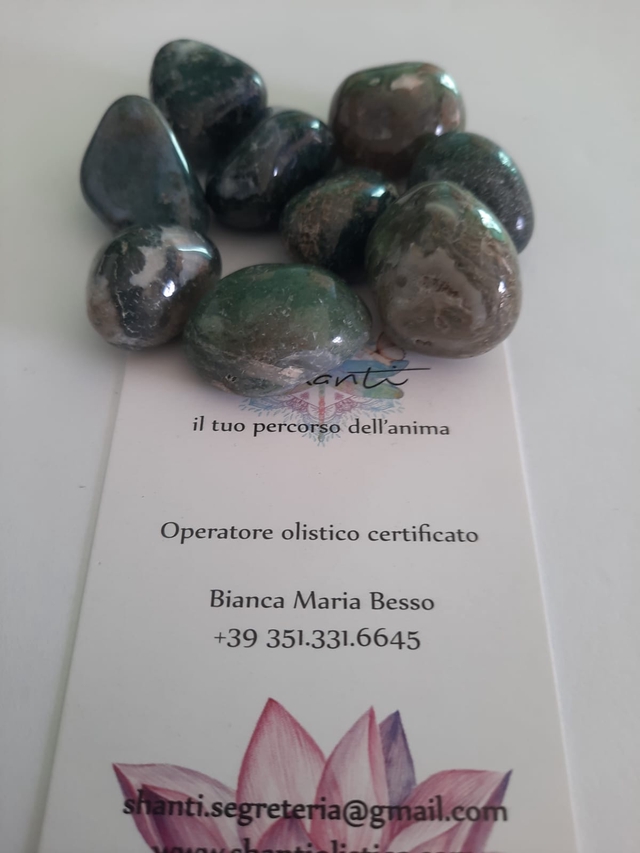 il tuo percorso dell'anima
Operatore olistico certificato
Bianca Maria Besso
+39 351.331.6645
shanti.segreteria@gmail.com